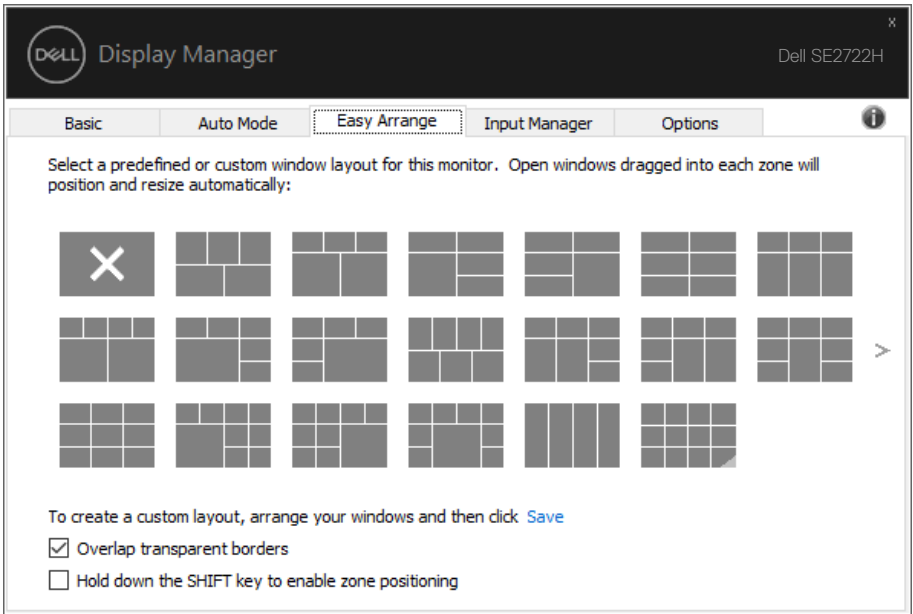 x
DELL Display Manager
Dell SE2722H
Basic Auto Mode Easy Arrange Input Manager Options
Select a predefined or custom window layout for this monitor. Open windows dragged into each zone will
position and resize automatically:
>
To create a custom layout, arrange your windows and then click Save
Overlap transparent borders
Hold down the SHIFT key to enable zone positioning